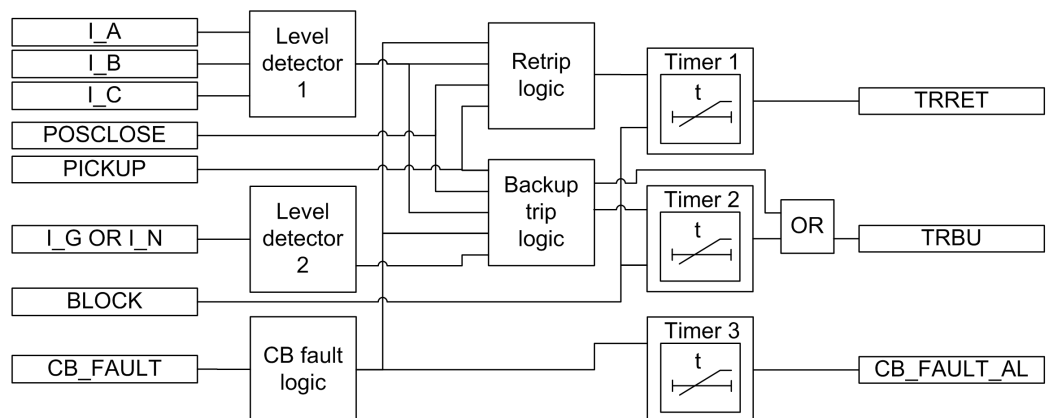 I_A
I_B
I_C
POSCLOSE
PICKUP
I_G OR I_N
BLOCK
CB_FAULT
Level
detector
1
Level
detector
2
CB fault
logic
Retrip
logic
Backup
trip
logic
Timer 1
t
Timer 2
t
Timer 3
t
OR
TRRET
TRBU
CB_FAULT_AL